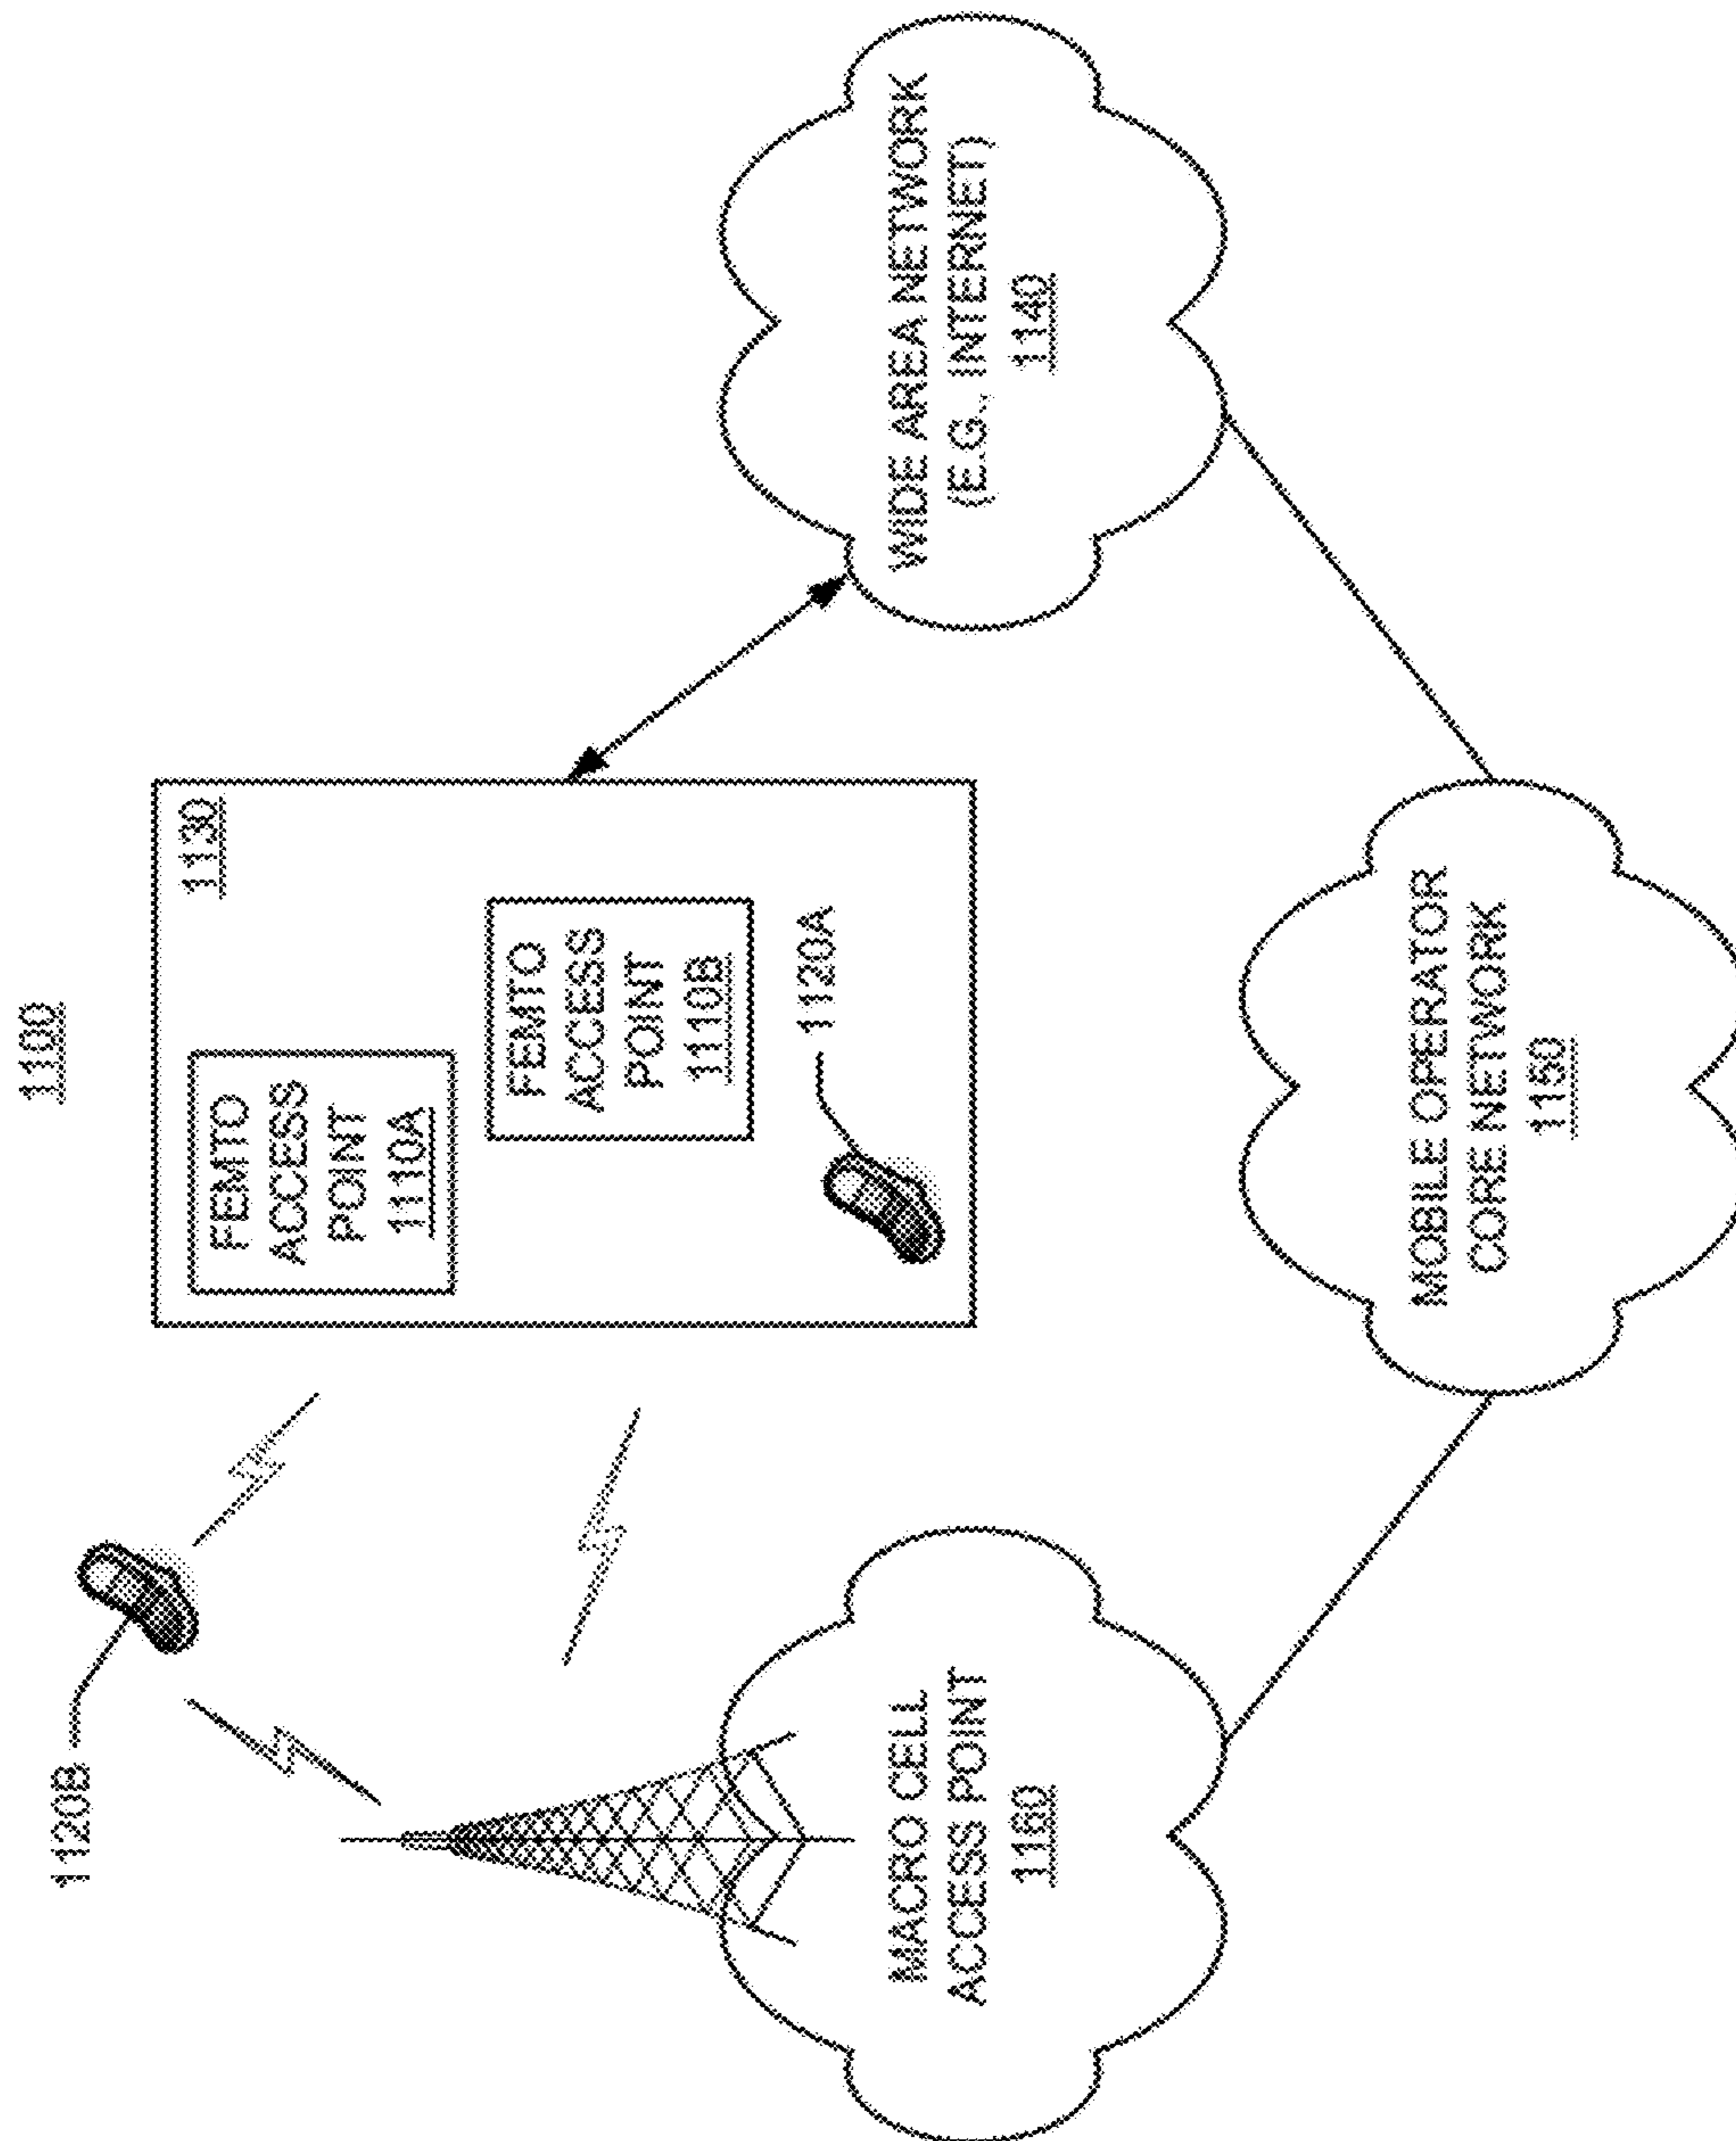 1100
1120B
FEMTO
ACCESS
POINT
1110A
1130
FEMTO
ACCESS
POINT
1110B
1120A
MACRO CELL
ACCESS POINT
1160
WIDE AREA NETWORK
(E.G., INTERNET)
1140
MOBILE OPERATOR
CORE NETWORK
1150